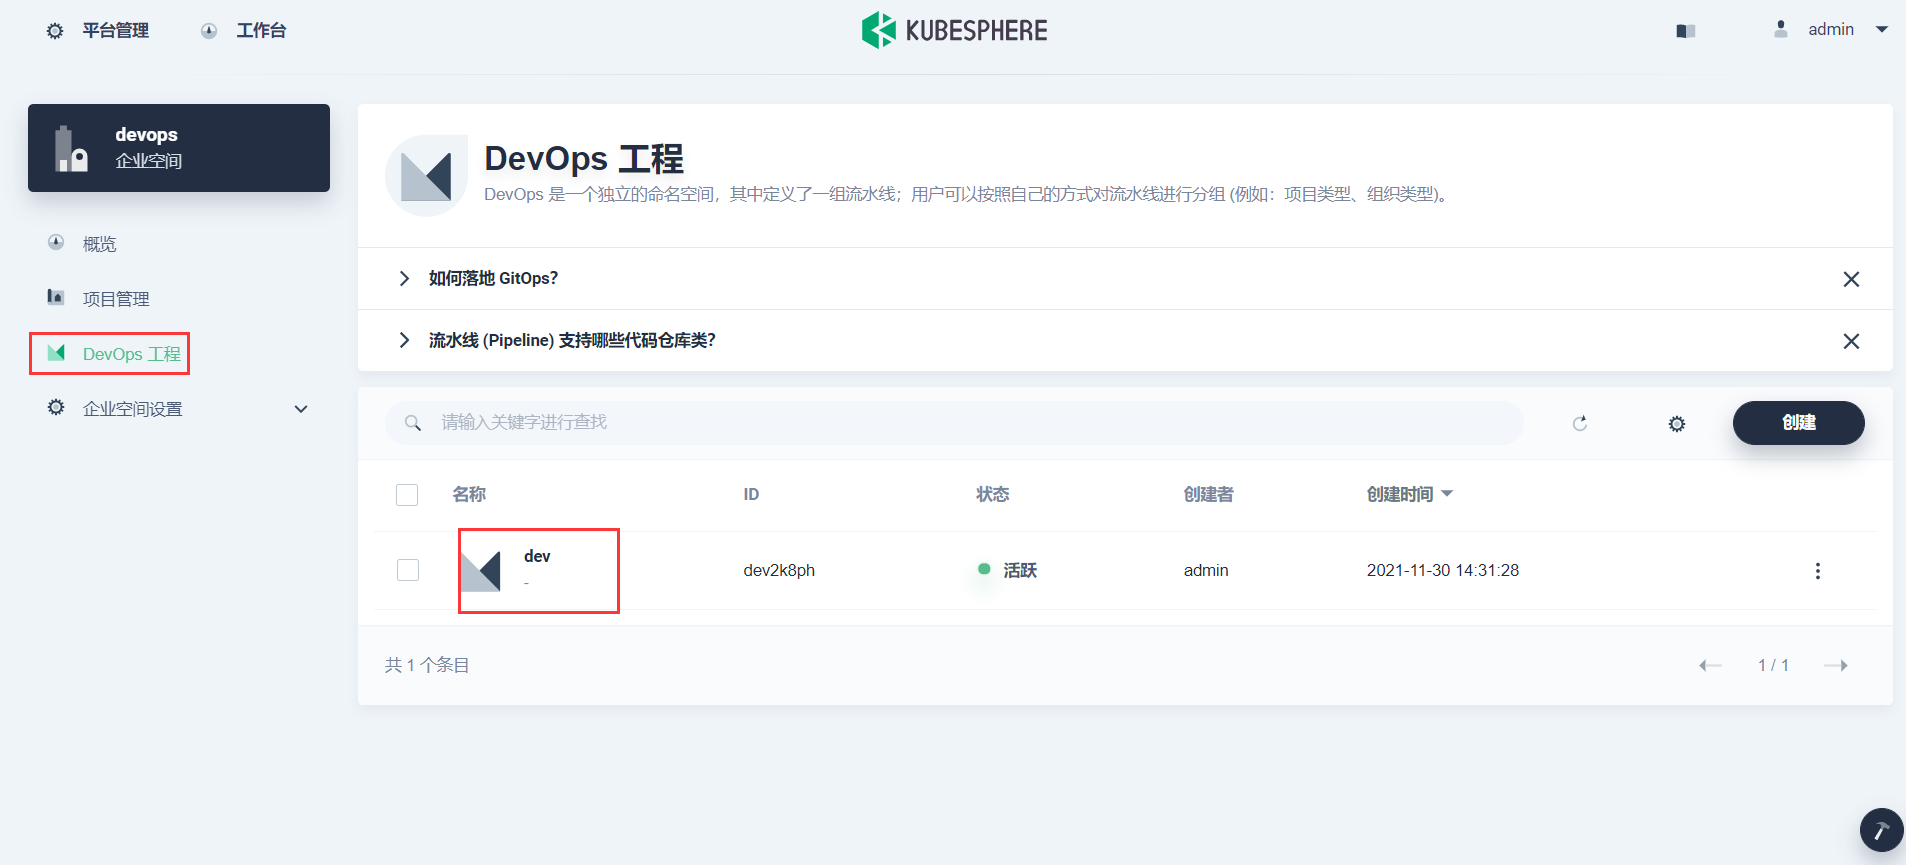 平台管理
工作台
KUBESPHERE
admin
devops
企业空间
概览
项目管理
DevOps 工程
企业空间设置
DevOps 工程
DevOps 是一个独立的命名空间，其中定义了一组流水线；用户可以按照自己的方式对流水线进行分组 (例如：项目类型、组织类型)。
如何落地 GitOps?
流水线 (Pipeline) 支持哪些代码仓库类?
请输入关键字进行查找
创建
名称
ID
状态
创建者
创建时间
dev
-
dev2k8ph
活跃
admin
2021-11-30 14:31:28
共 1 个条目
1 / 1